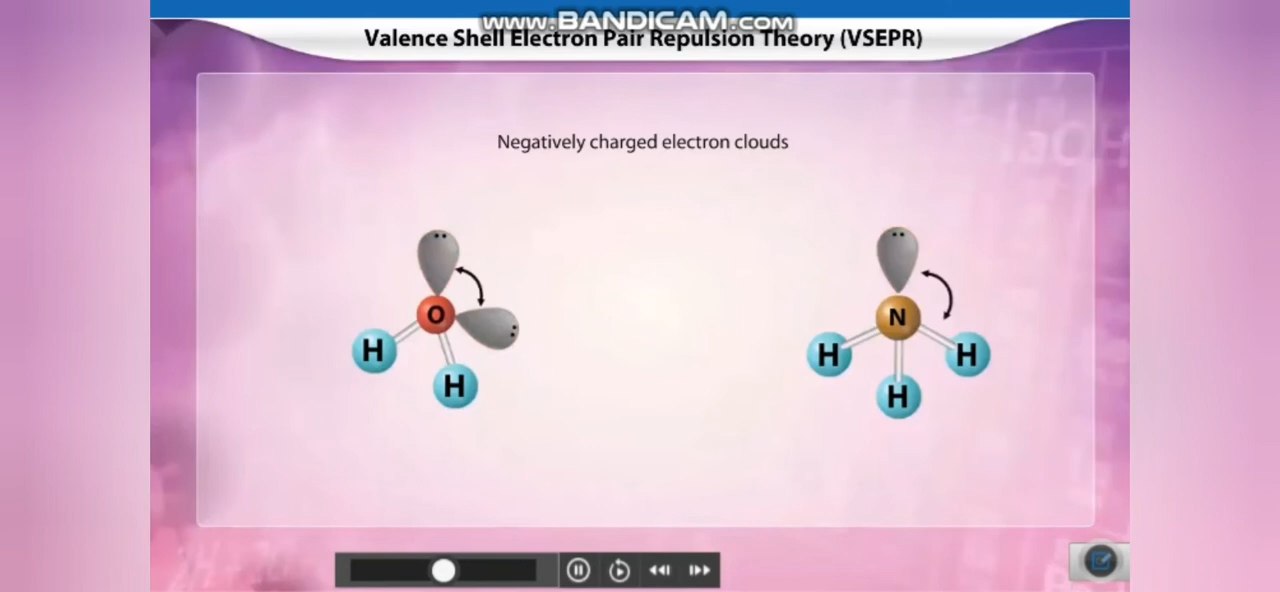 www.BANDICAM.com
Valence Shell Electron Pair Repulsion Theory (VSEPR)
Negatively charged electron clouds
O
H
H
N
H
H
H